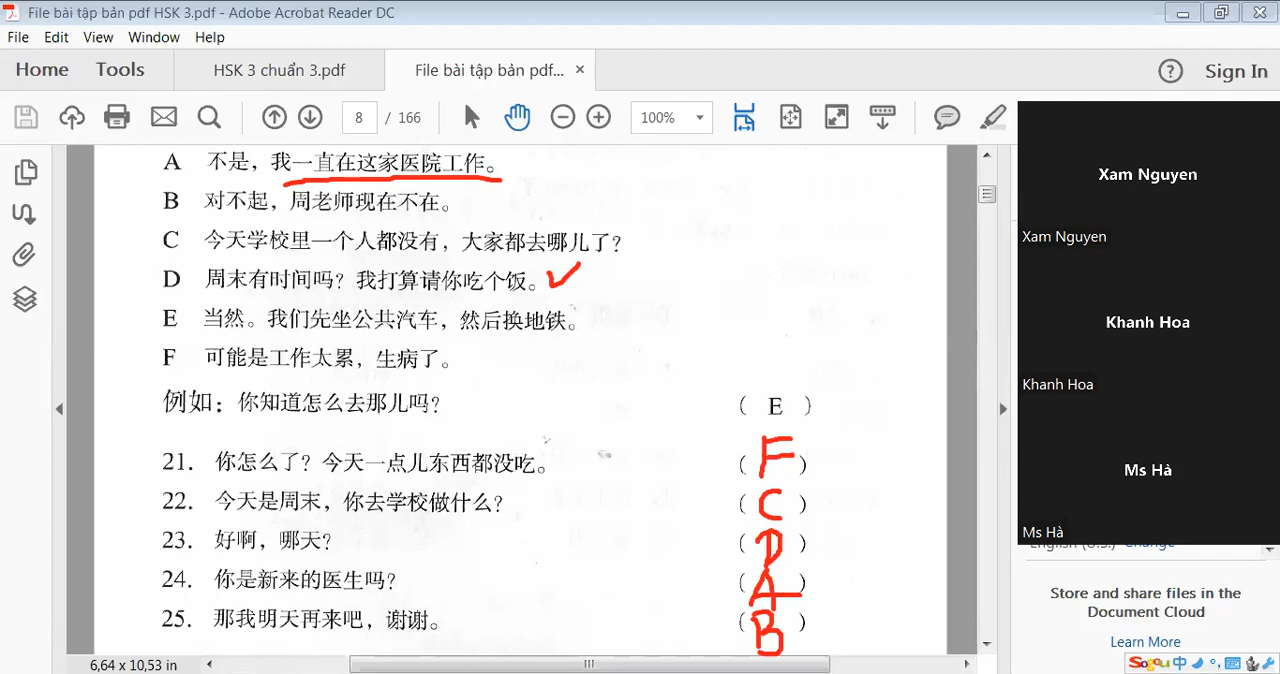 File bài tập bản pdf HSK 3.pdf - Adobe Acrobat Reader DC
File Edit View Window Help
Home Tools HSK 3 chuẩn 3.pdf File bài tập bản pdf... × Sign In
8 / 166 100%
A 不是，我一直在这家医院工作。
B 对不起，周老师现在不在。
C 今天学校里一个人都没有，大家都去哪儿了？
D 周末有时间吗？我打算请你吃个饭。
E 当然。我们先坐公共汽车，然后换地铁。
F 可能是工作太累，生病了。
例如：你知道怎么去那儿吗？ ( E )
21. 你怎么了？今天一点儿东西都没吃。 ( F )
22. 今天是周末，你去学校做什么？ ( C )
23. 好啊，哪天？ ( D )
24. 你是新来的医生吗？ ( A )
25. 那我明天再来吧，谢谢。 ( B )
6,64 x 10,53 in
Xam Nguyen
Xam Nguyen
Khanh Hoa
Khanh Hoa
Ms Hà
Ms Hà
English (U.S.) Change
Store and share files in the
Document Cloud
Learn More
Sogou 中